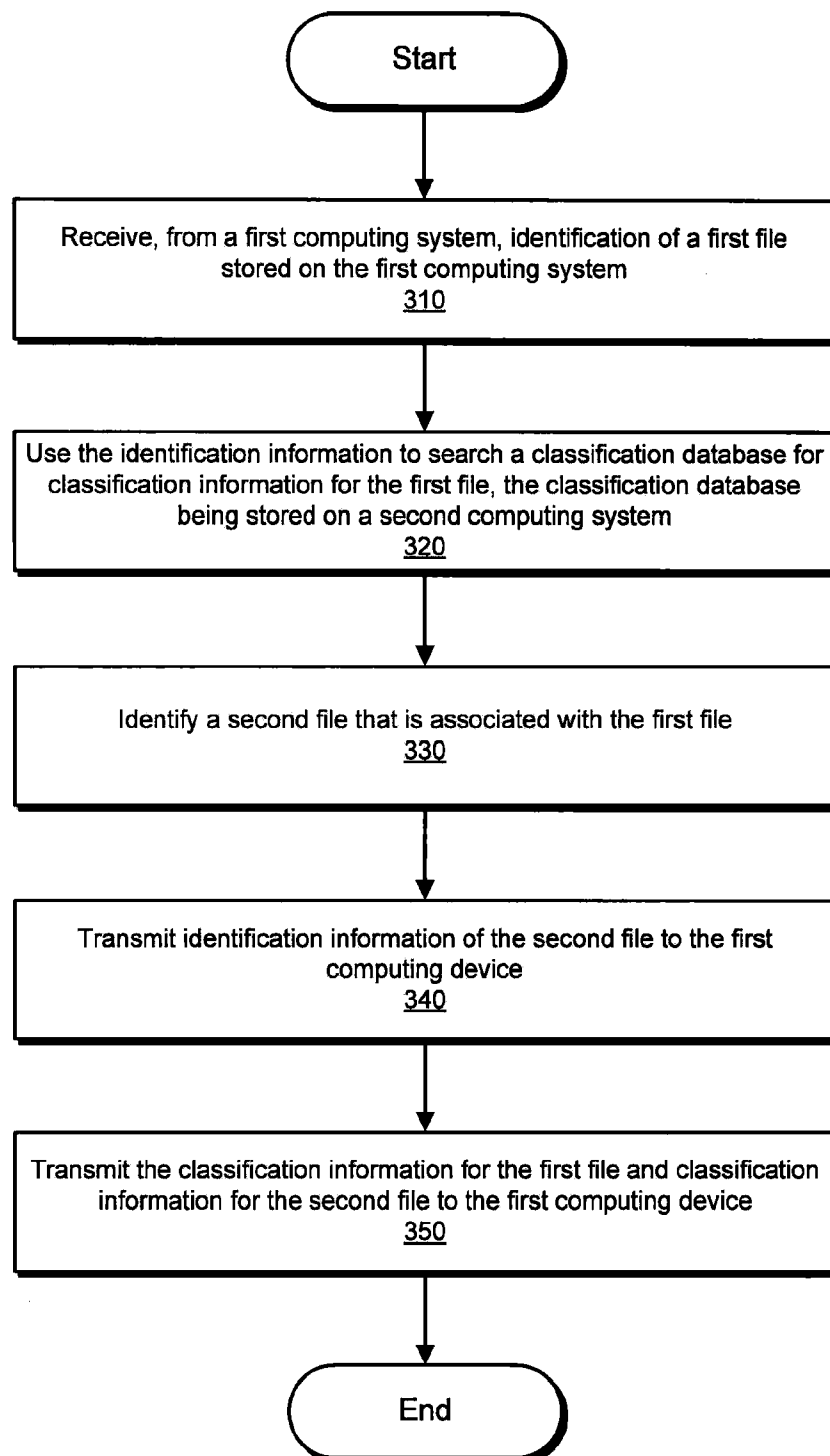 Start
Receive, from a first computing system, identification of a first file
stored on the first computing system
310
Use the identification information to search a classification database for
classification information for the first file, the classification database
being stored on a second computing system
320
Identify a second file that is associated with the first file
330
Transmit identification information of the second file to the first
computing device
340
Transmit the classification information for the first file and classification
information for the second file to the first computing device
350
End